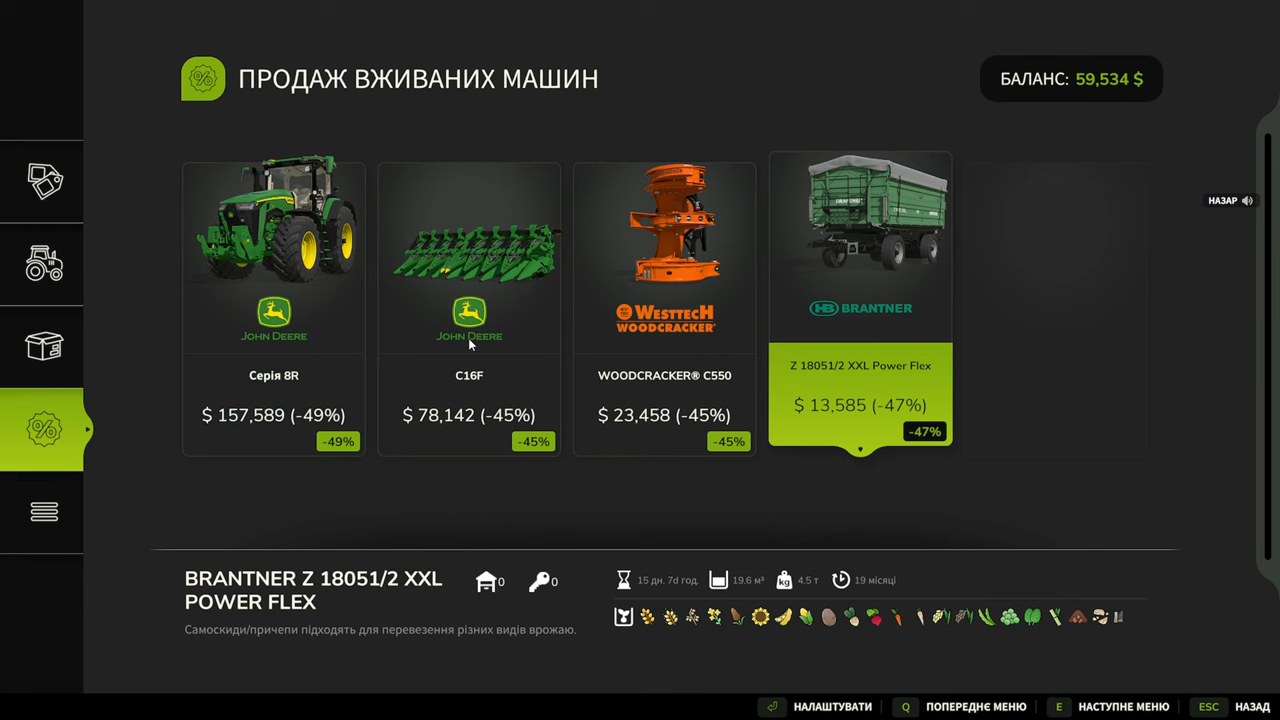 ПРОДАЖ ВЖИВАНИХ МАШИН
БАЛАНС: 59,534 $
НАЗАР
JOHN DEERE
Серія 8R
$ 157,589 (-49%)
-49%
JOHN DEERE
C16F
$ 78,142 (-45%)
-45%
WESTTECH
WOODCRACKER®
WOODCRACKER® C550
$ 23,458 (-45%)
-45%
BRANTNER
HB BRANTNER
Z 18051/2 XXL Power Flex
$ 13,585 (-47%)
-47%
BRANTNER Z 18051/2 XXL
POWER FLEX
0
0
15 дн. 7d год.
19.6 м³
kg
4.5 т
19 місяці
Самоскиди/причепи підходять для перевезення різних видів врожаю.
НАЛАШТУВАТИ
Q ПОПЕРЕДНЄ МЕНЮ
E НАСТУПНЕ МЕНЮ
ESC НАЗАД